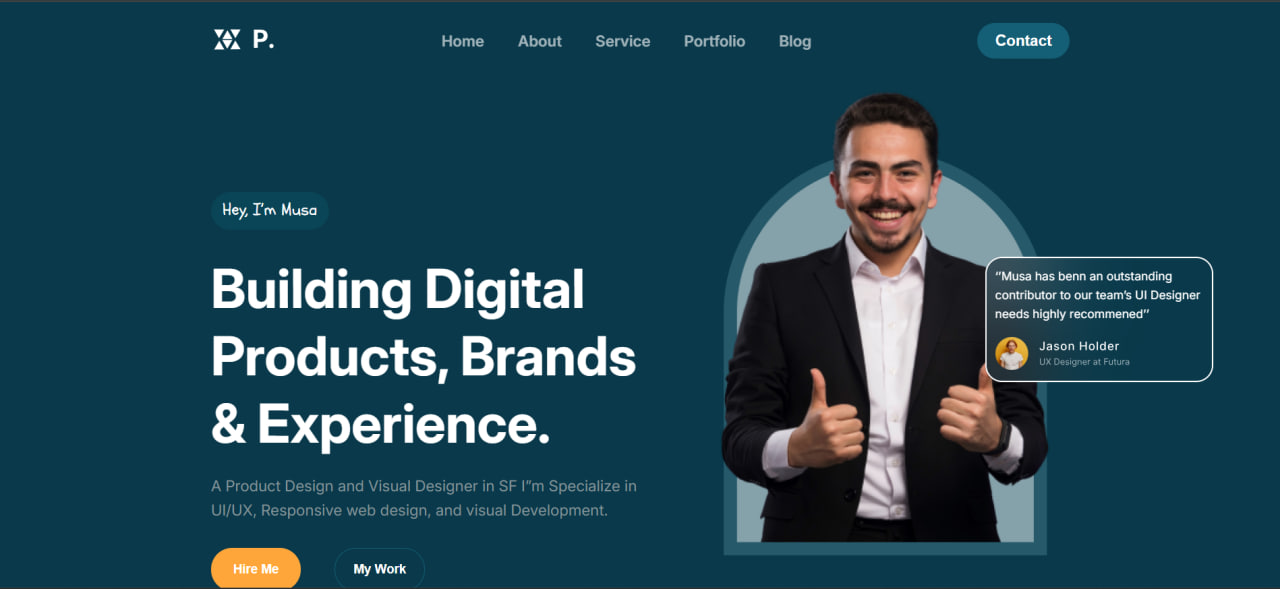 P.
Home About Service Portfolio Blog
Contact
Hey, I'm Musa
Building Digital
Products, Brands
& Experience.
A Product Design and Visual Designer in SF I”m Specialize in
UI/UX, Responsive web design, and visual Development.
Hire Me
My Work
“Musa has benn an outstanding
contributor to our team’s UI Designer
needs highly recommened”
Jason Holder
UX Designer at Futura